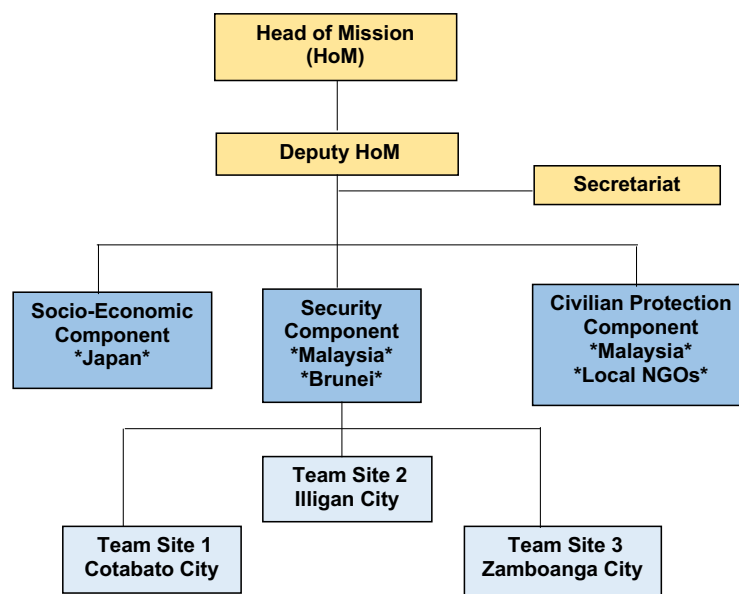 Head of Mission
(HoM)
Deputy HoM
Secretariat
Socio-Economic
Component
*Japan*
Security
Component
*Malaysia*
*Brunei*
Civilian Protection
Component
*Malaysia*
*Local NGOs*
Team Site 2
Illigan City
Team Site 1
Cotabato City
Team Site 3
Zamboanga City